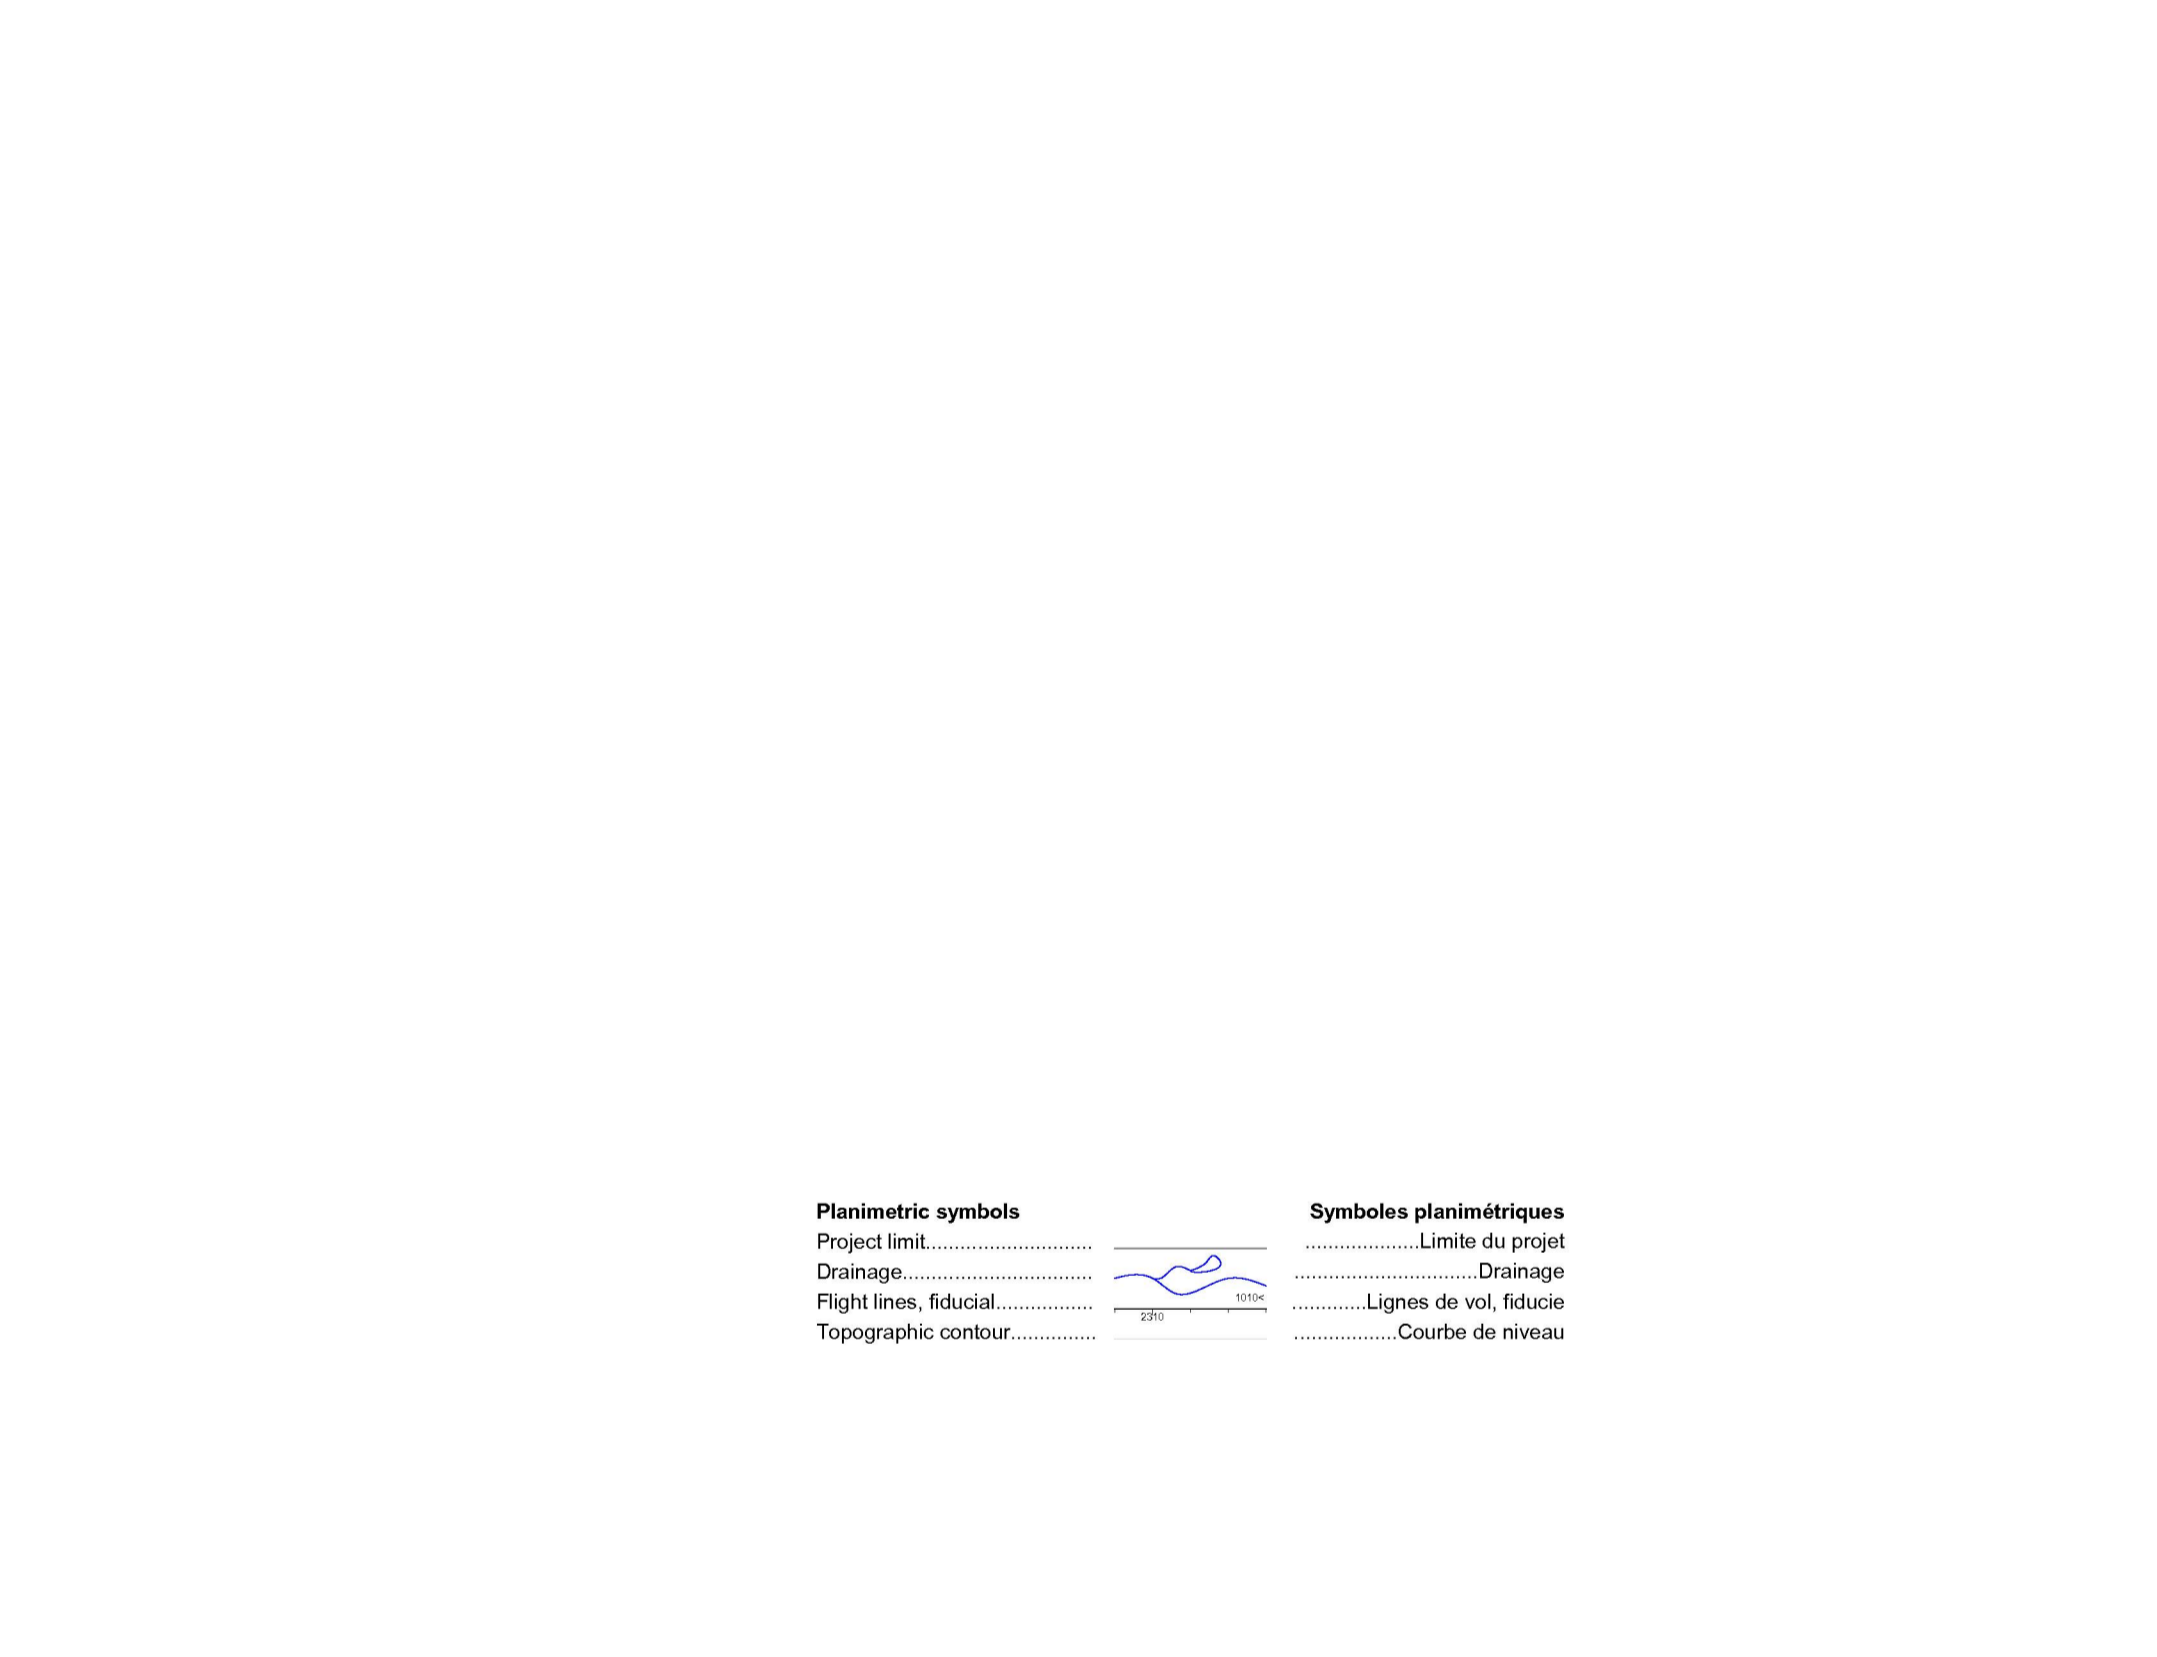 Planimetric symbols Symboles planimétriques
Project limit............................. ....................Limite du projet
Drainage................................. ................................Drainage
1010<
Flight lines, fiducial................. .............Lignes de vol, fiducie
2310
Topographic contour............... ..................Courbe de niveau